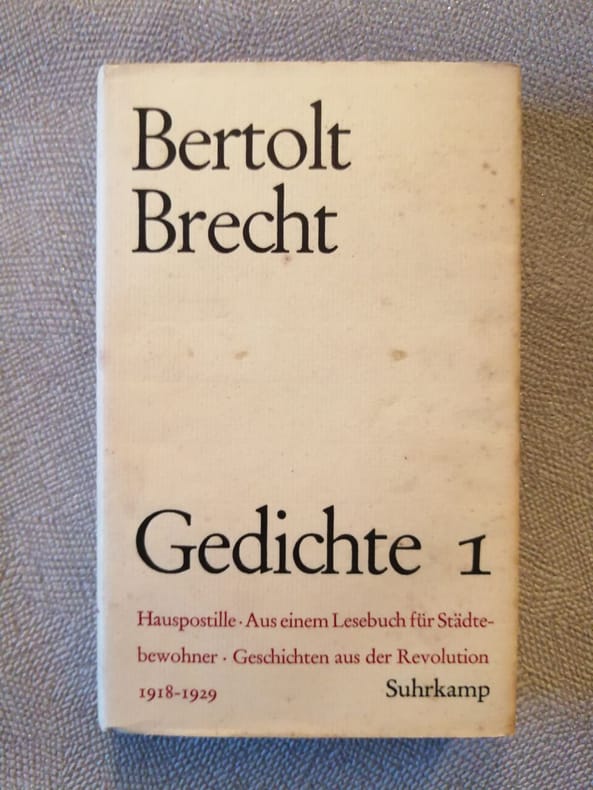 Bertolt
Brecht
Gedichte 1
Hauspostille · Aus einem Lesebuch für Städte-
bewohner · Geschichten aus der Revolution
1918-1929 Suhrkamp